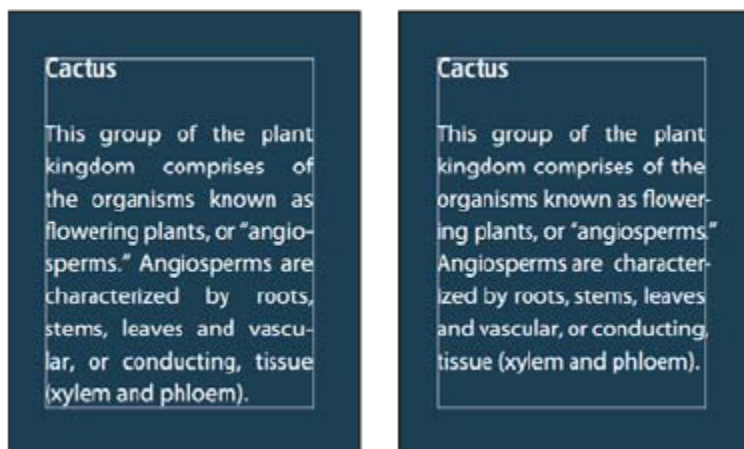 Cactus
This group of the plant
kingdom comprises of
the organisms known as
flowering plants, or “angio-
sperms.” Angiosperms are
characterized by roots,
stems, leaves and vascu-
lar, or conducting, tissue
(xylem and phloem).
Cactus
This group of the plant
kingdom comprises of the
organisms known as flower-
ing plants, or “angiosperms.”
Angiosperms are character-
ized by roots, stems, leaves
and vascular, or conducting,
tissue (xylem and phloem).